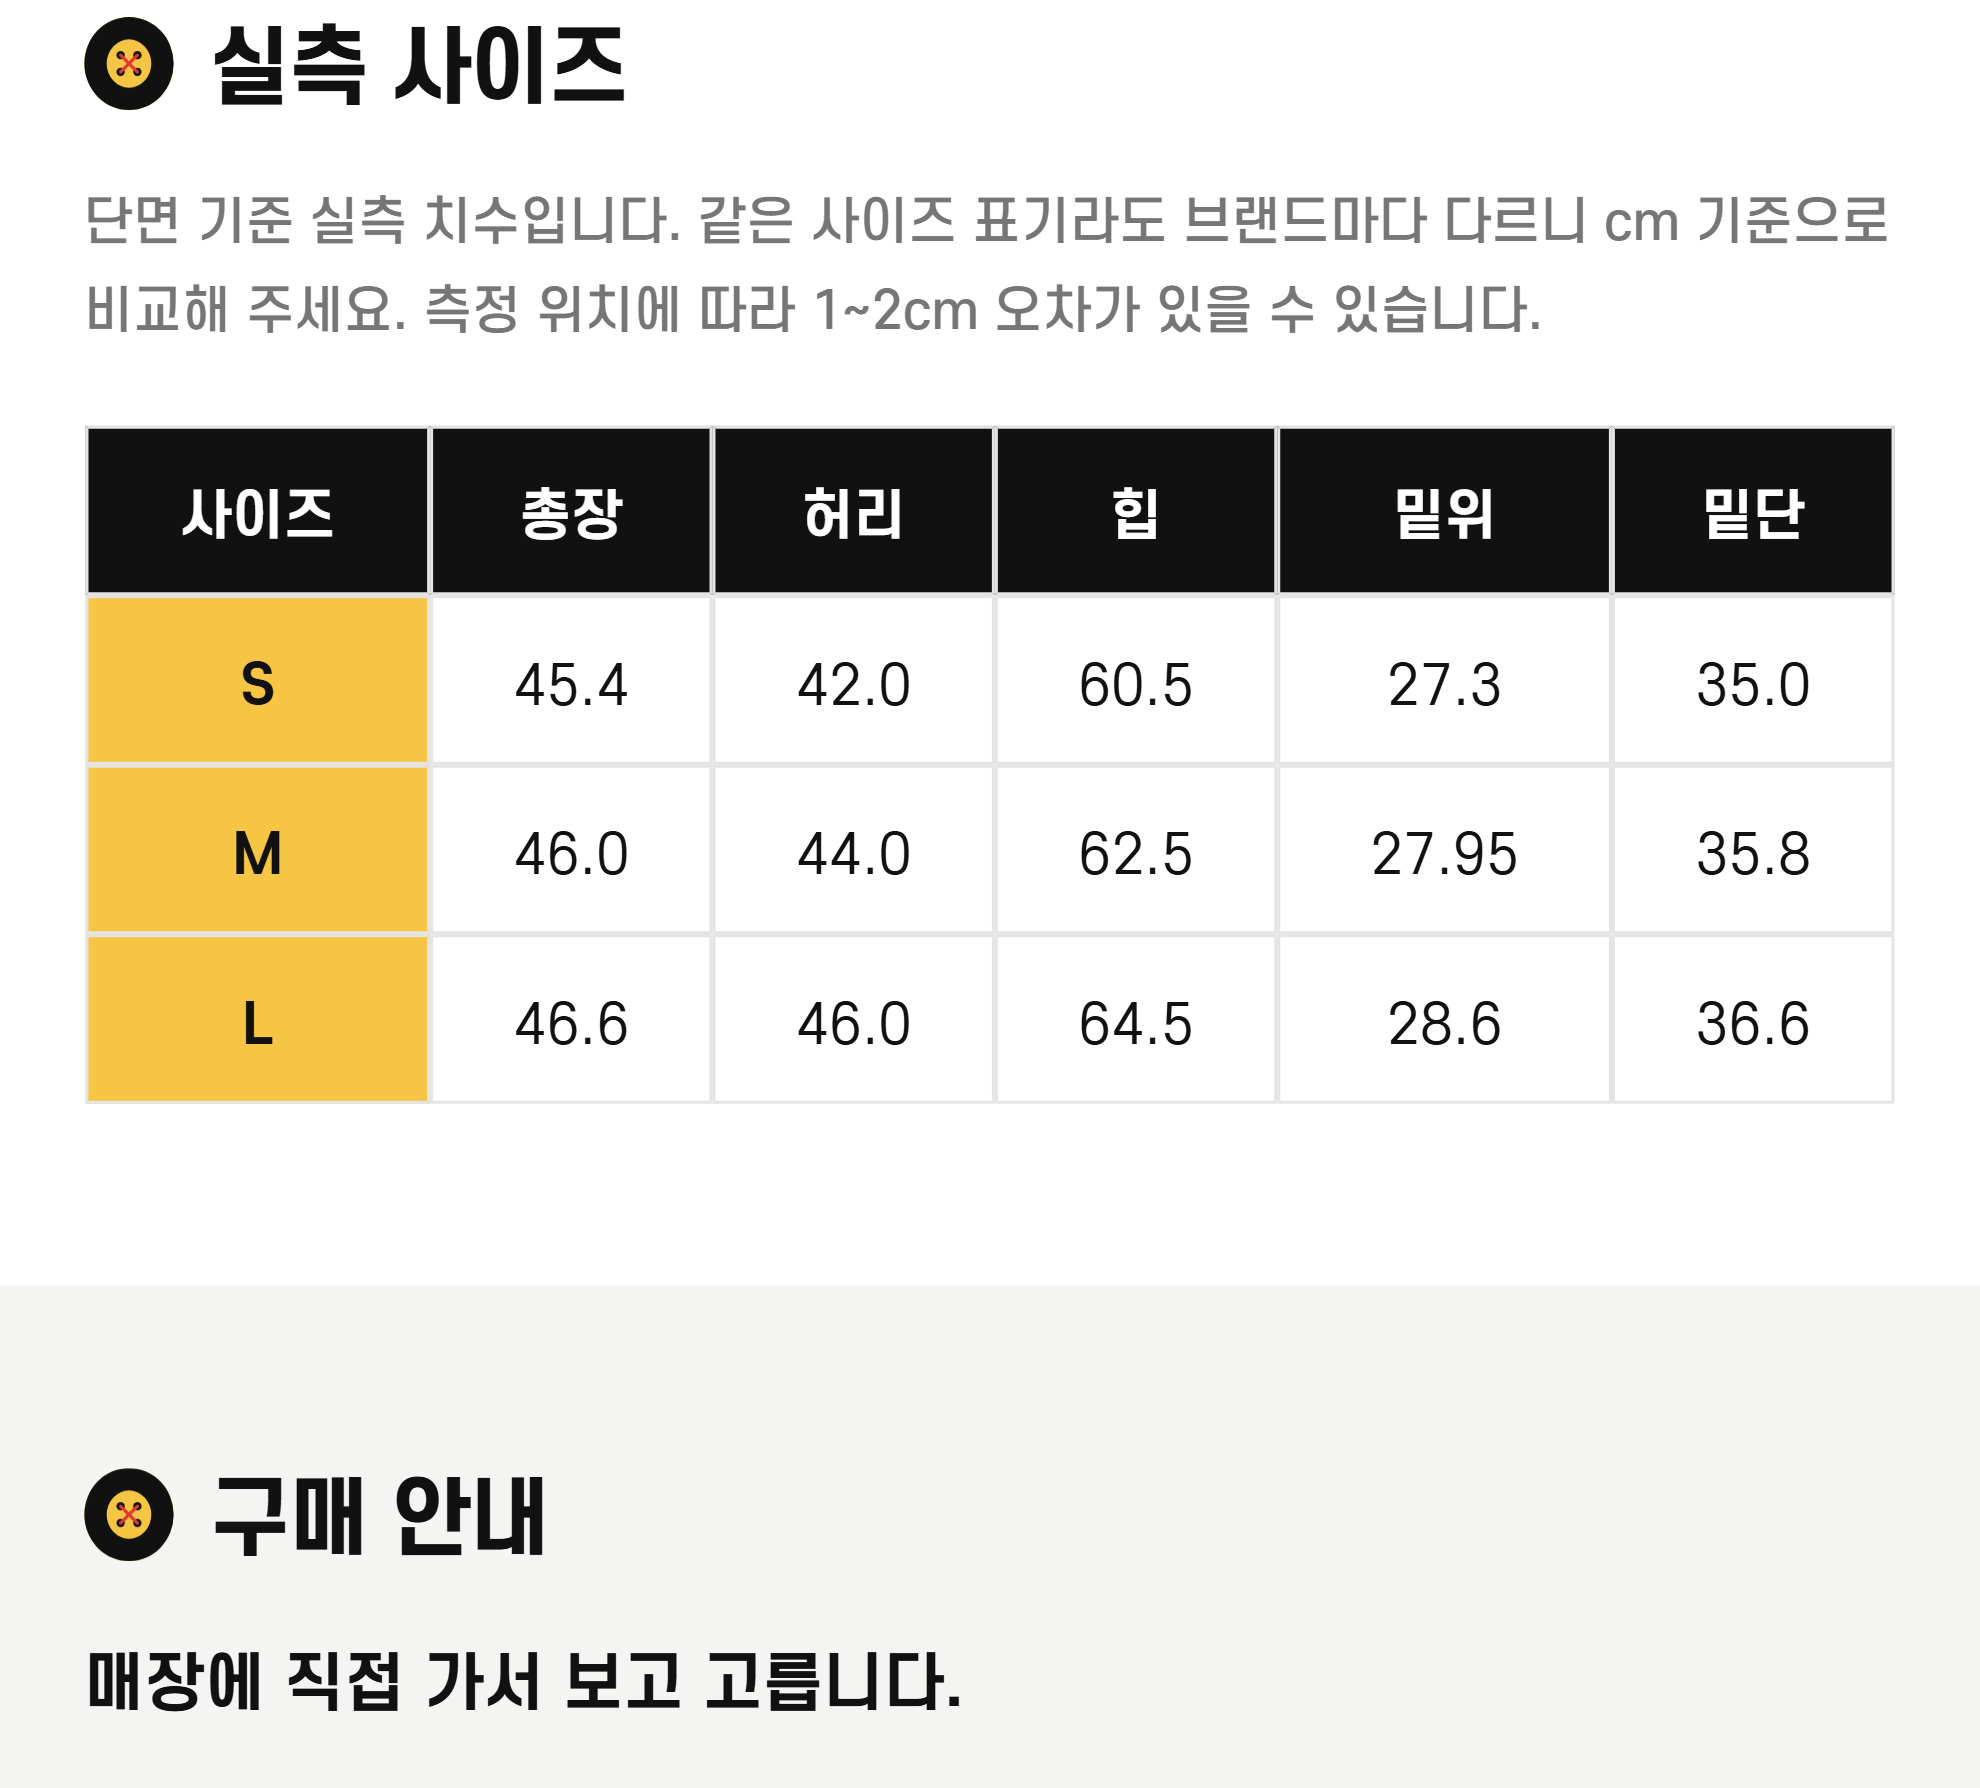 실측 사이즈
단면 기준 실측 치수입니다. 같은 사이즈 표기라도 브랜드마다 다르니 cm 기준으로
비교해 주세요. 측정 위치에 따라 1~2cm 오차가 있을 수 있습니다.
사이즈 총장 허리 힙 밑위 밑단
S 45.4 42.0 60.5 27.3 35.0
M 46.0 44.0 62.5 27.95 35.8
L 46.6 46.0 64.5 28.6 36.6
구매 안내
매장에 직접 가서 보고 고릅니다.